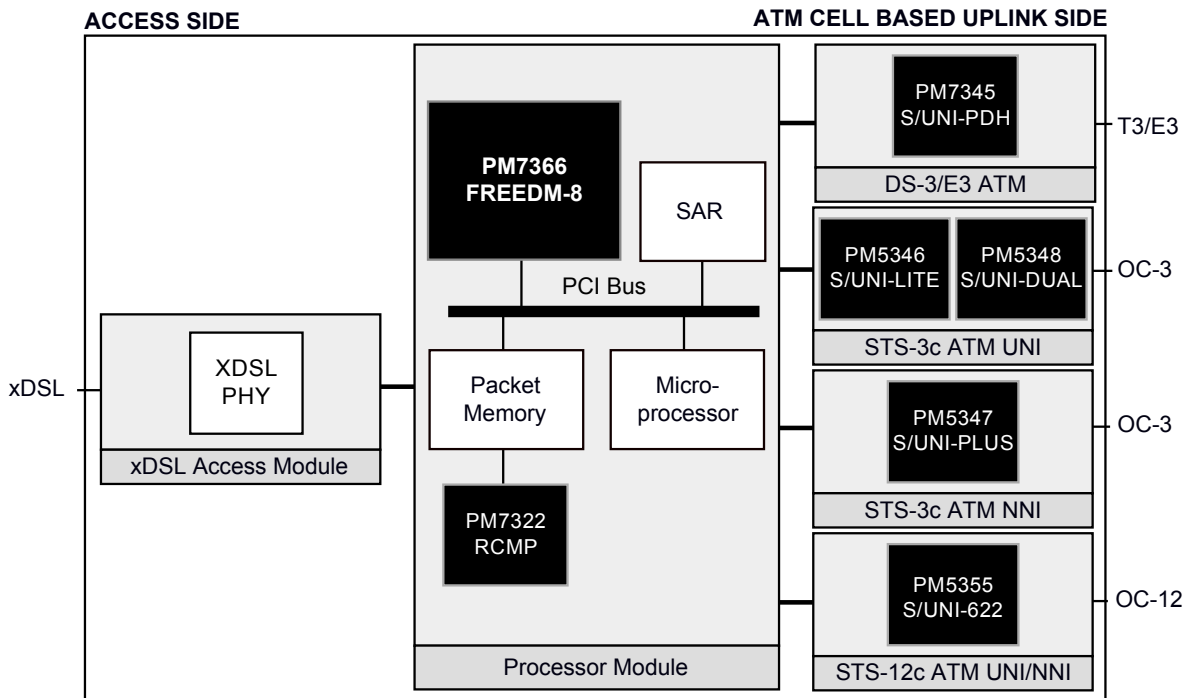 ACCESS SIDE
ATM CELL BASED UPLINK SIDE
xDSL
XDSL
PHY
xDSL Access Module
PM7366
FREEDM-8
SAR
PCI Bus
Packet
Memory
Micro-
processor
PM7322
RCMP
Processor Module
PM7345
S/UNI-PDH
DS-3/E3 ATM
T3/E3
PM5346
S/UNI-LITE
PM5348
S/UNI-DUAL
STS-3c ATM UNI
OC-3
PM5347
S/UNI-PLUS
STS-3c ATM NNI
OC-3
PM5355
S/UNI-622
STS-12c ATM UNI/NNI
OC-12